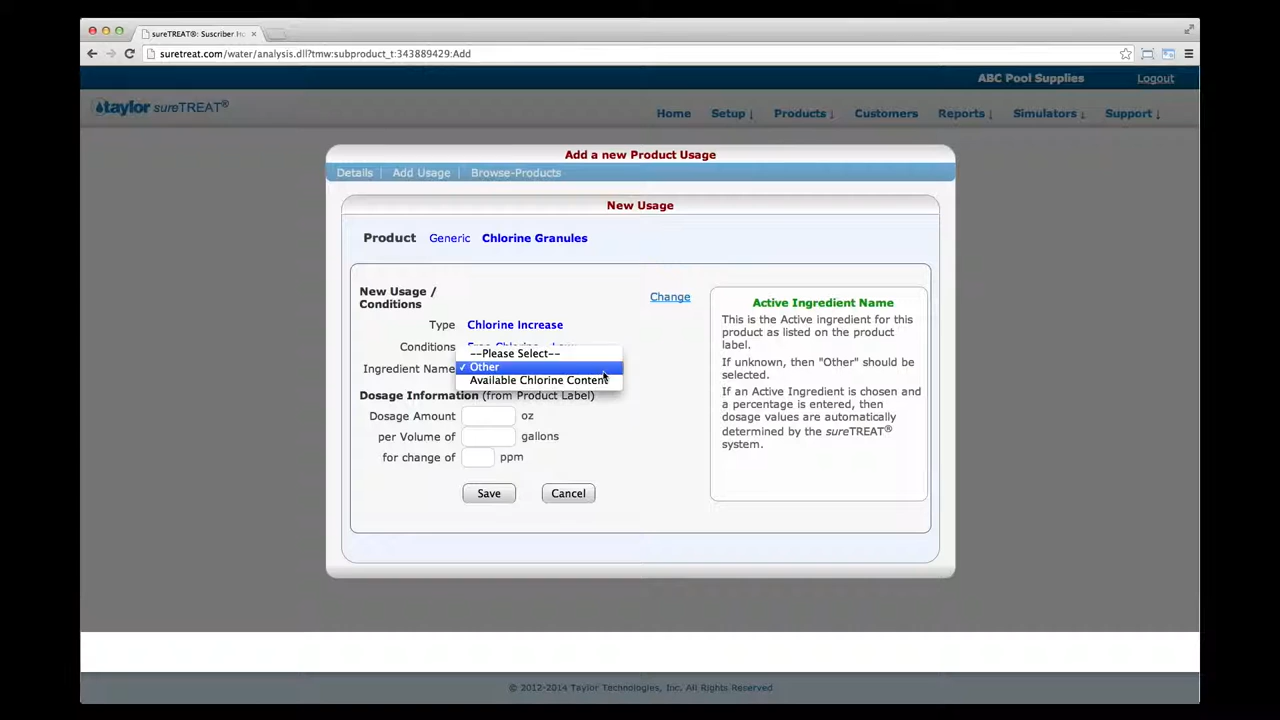 sureTREAT®: Suscriber Ho
suretreat.com/water/analysis.dll?tmw:subproduct_t:343889429:Add
ABC Pool Supplies Logout
taylor sureTREAT®
Home Setup↓ Products↓ Customers Reports↓ Simulators↓ Support↓
Add a new Product Usage
Details | Add Usage | Browse-Products
New Usage
Product Generic Chlorine Granules
New Usage /
Conditions
Change
Type Chlorine Increase
Conditions
--Please Select--
Ingredient Name ✓ Other
Available Chlorine Content
Dosage Information (from Product Label)
Dosage Amount oz
per Volume of gallons
for change of ppm
Save Cancel
Active Ingredient Name
This is the Active ingredient for this
product as listed on the product
label.
If unknown, then "Other" should be
selected.
If an Active Ingredient is chosen and
a percentage is entered, then
dosage values are automatically
determined by the sureTREAT®
system.
© 2012-2014 Taylor Technologies, Inc. All Rights Reserved